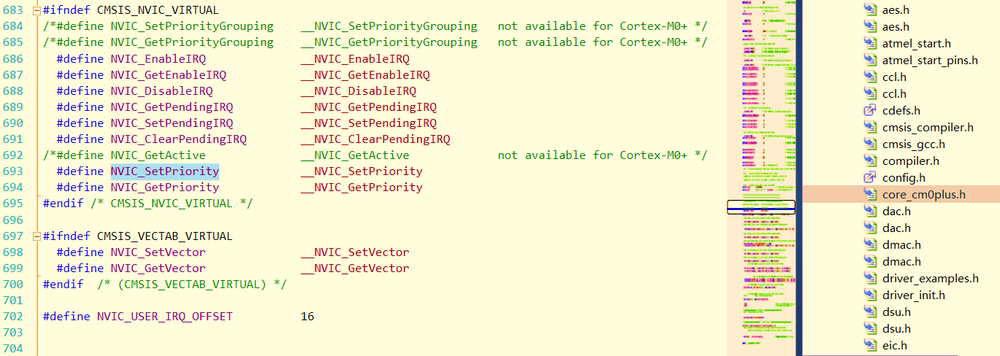 683 #ifndef CMSIS_NVIC_VIRTUAL
684 /*#define NVIC_SetPriorityGrouping    __NVIC_SetPriorityGrouping   not available for Cortex-M0+ */
685 /*#define NVIC_GetPriorityGrouping    __NVIC_GetPriorityGrouping   not available for Cortex-M0+ */
686   #define NVIC_EnableIRQ              __NVIC_EnableIRQ
687   #define NVIC_GetEnableIRQ           __NVIC_GetEnableIRQ
688   #define NVIC_DisableIRQ             __NVIC_DisableIRQ
689   #define NVIC_GetPendingIRQ          __NVIC_GetPendingIRQ
690   #define NVIC_SetPendingIRQ          __NVIC_SetPendingIRQ
691   #define NVIC_ClearPendingIRQ        __NVIC_ClearPendingIRQ
692 /*#define NVIC_GetActive              __NVIC_GetActive             not available for Cortex-M0+ */
693   #define NVIC_SetPriority            __NVIC_SetPriority
694   #define NVIC_GetPriority            __NVIC_GetPriority
695 #endif /* CMSIS_NVIC_VIRTUAL */
696
697 #ifndef CMSIS_VECTAB_VIRTUAL
698   #define NVIC_SetVector              __NVIC_SetVector
699   #define NVIC_GetVector              __NVIC_GetVector
700 #endif  /* (CMSIS_VECTAB_VIRTUAL) */
701
702 #define NVIC_USER_IRQ_OFFSET          16
703
704
aes.h
aes.h
atmel_start.h
atmel_start_pins.h
ccl.h
ccl.h
cdefs.h
cmsis_compiler.h
cmsis_gcc.h
compiler.h
config.h
core_cm0plus.h
dac.h
dac.h
dmac.h
dmac.h
driver_examples.h
driver_init.h
dsu.h
dsu.h
eic.h